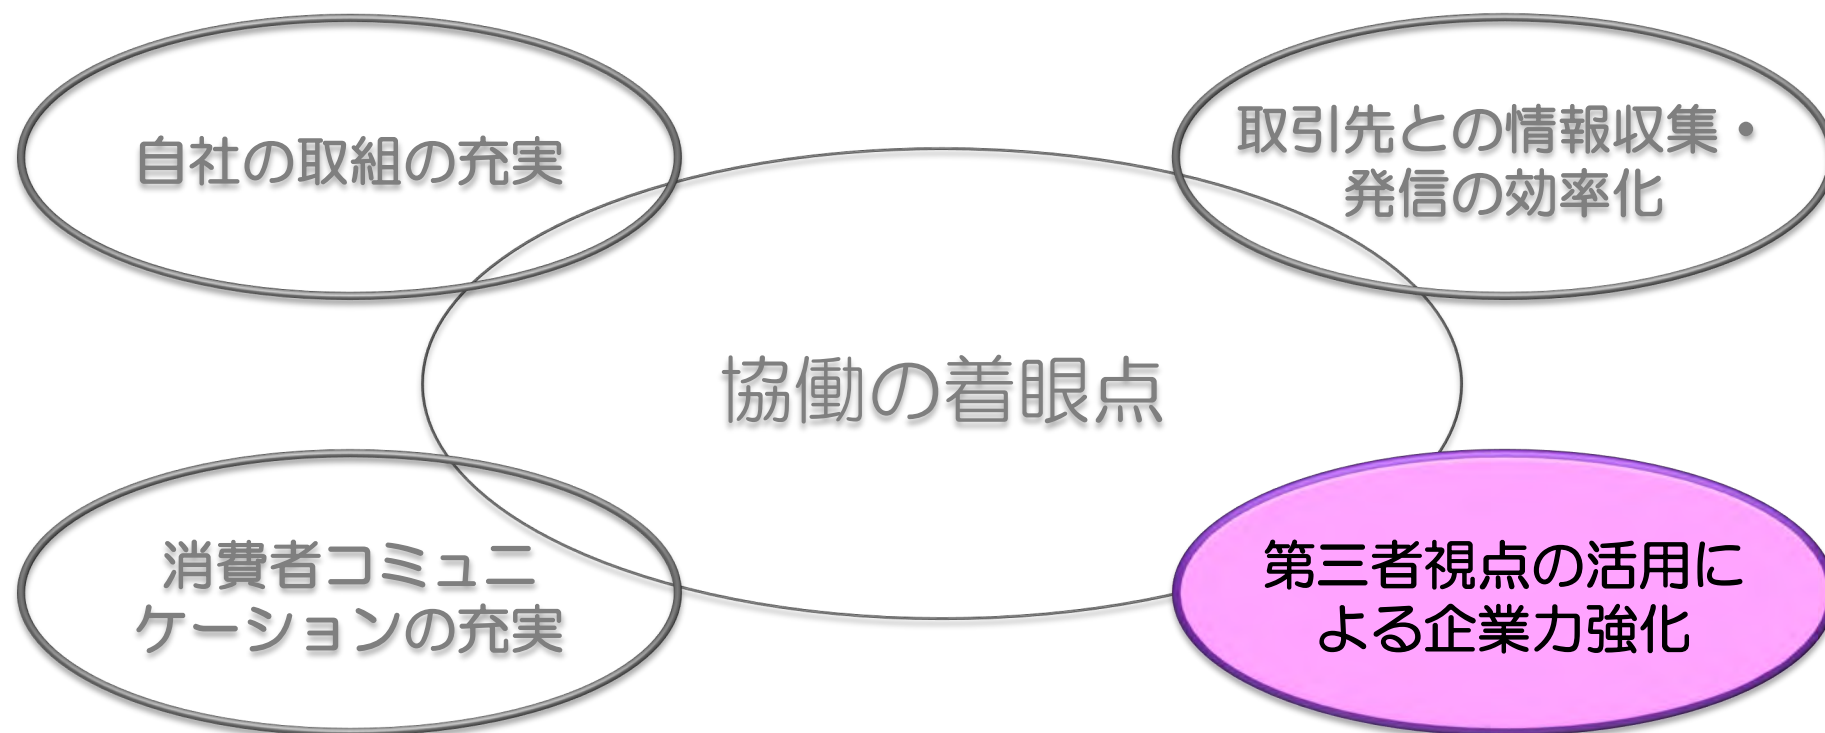 自社の取組の充実
取引先との情報収集・
発信の効率化
協働の着眼点
消費者コミュニ
ケーションの充実
第三者視点の活用に
よる企業力強化